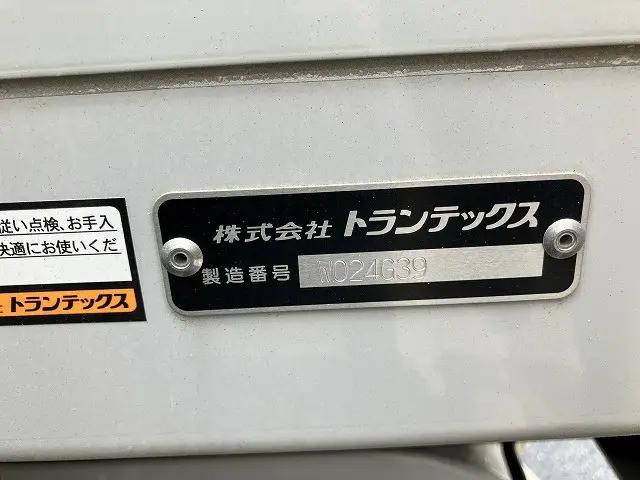 従い点検、お手入
快適にお使いくだ
トランテックス
株式会社 トランテックス
製造番号 W024G39